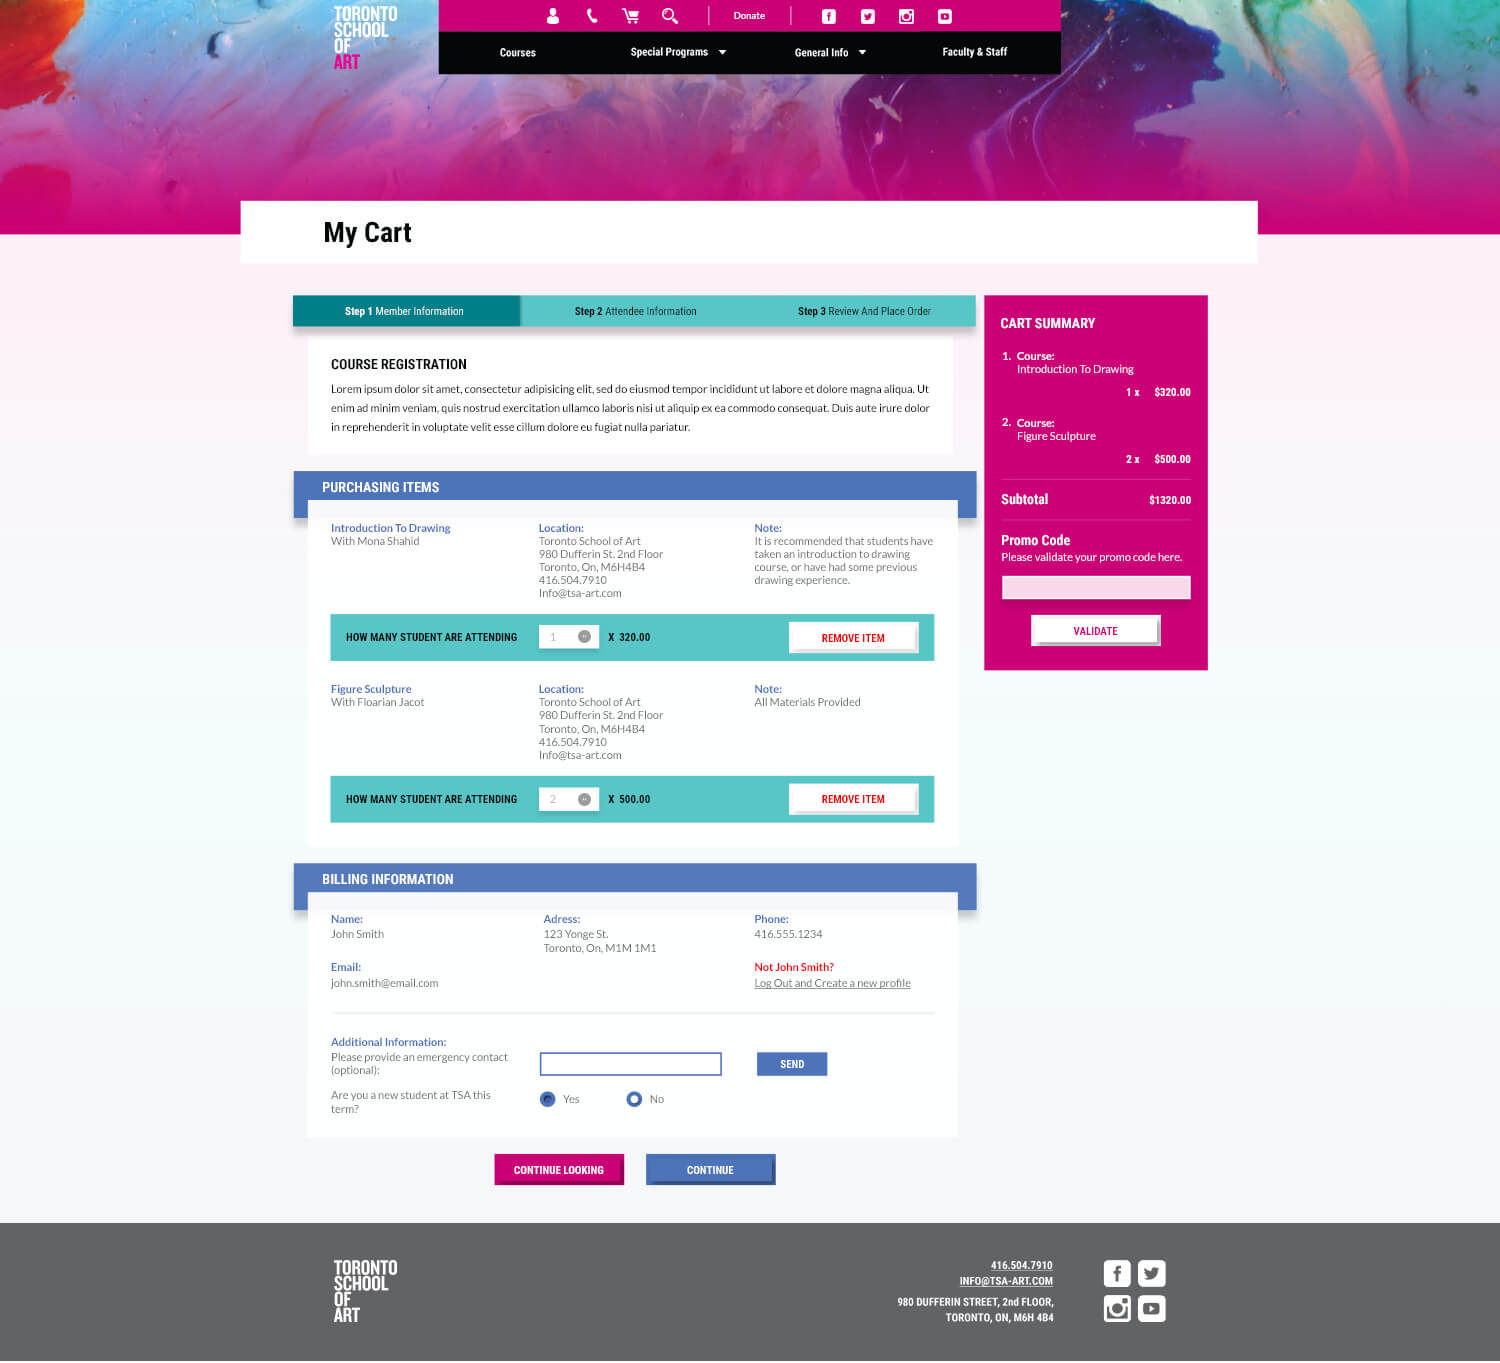 TORONTO
SCHOOL
OF
ART
Donate
Courses
Special Programs
General Info
Faculty & Staff
My Cart
Step 1 Member Information
Step 2 Attendee Information
Step 3 Review And Place Order
COURSE REGISTRATION
Lorem ipsum dolor sit amet, consectetur adipisicing elit, sed do eiusmod tempor incididunt ut labore et dolore magna aliqua. Ut
enim ad minim veniam, quis nostrud exercitation ullamco laboris nisi ut aliquip ex ea commodo consequat. Duis aute irure dolor
in reprehenderit in voluptate velit esse cillum dolore eu fugiat nulla pariatur.
CART SUMMARY
1. Course:
Introduction To Drawing
1 x $320.00
2. Course:
Figure Sculpture
2 x $500.00
Subtotal $1320.00
Promo Code
Please validate your promo code here.
VALIDATE
PURCHASING ITEMS
Introduction To Drawing
With Mona Shahid
Location:
Toronto School of Art
980 Dufferin St. 2nd Floor
Toronto, On, M6H4B4
416.504.7910
Info@tsa-art.com
Note:
It is recommended that students have
taken an introduction to drawing
course, or have had some previous
drawing experience.
HOW MANY STUDENT ARE ATTENDING 1 X 320.00 REMOVE ITEM
Figure Sculpture
With Floarian Jacot
Location:
Toronto School of Art
980 Dufferin St. 2nd Floor
Toronto, On, M6H4B4
416.504.7910
Info@tsa-art.com
Note:
All Materials Provided
HOW MANY STUDENT ARE ATTENDING 2 X 500.00 REMOVE ITEM
BILLING INFORMATION
Name:
John Smith
Adress:
123 Yonge St.
Toronto, On, M1M 1M1
Phone:
416.555.1234
Email:
john.smith@email.com
Not John Smith?
Log Out and Create a new profile
Additional Information:
Please provide an emergency contact
(optional):
SEND
Are you a new student at TSA this
term?
Yes
No
CONTINUE LOOKING
CONTINUE
TORONTO
SCHOOL
OF
ART
416.504.7910
INFO@TSA-ART.COM
980 DUFFERIN STREET, 2nd FLOOR,
TORONTO, ON, M6H 4B4